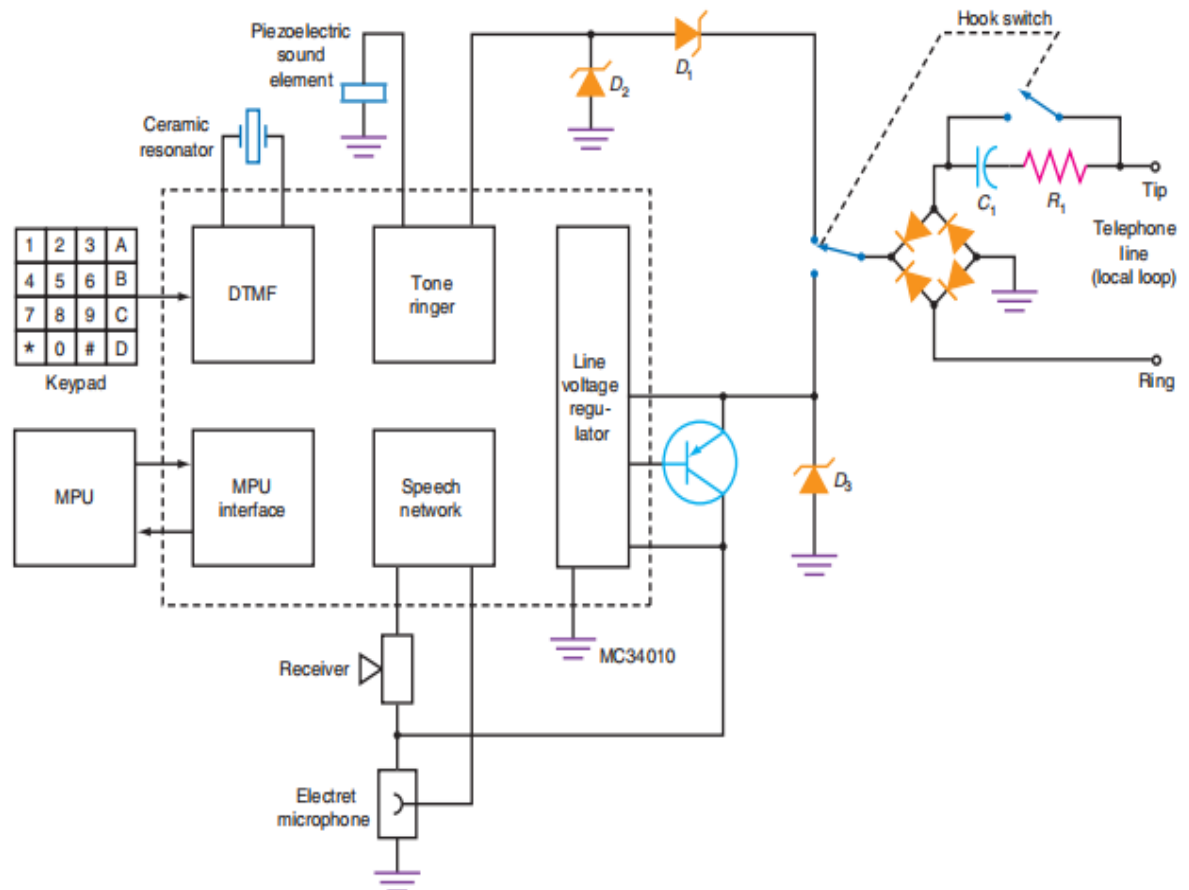 Hook switch
Piezoelectric
sound
element
D1
D2
Ceramic
resonator
C1
R1
Tip
Telephone
line
(local loop)
1 2 3 A
4 5 6 B
7 8 9 C
* 0 # D
Keypad
DTMF
Tone
ringer
Line
voltage
regu-
lator
Ring
MPU
MPU
interface
Speech
network
D3
MC34010
Receiver
Electret
microphone